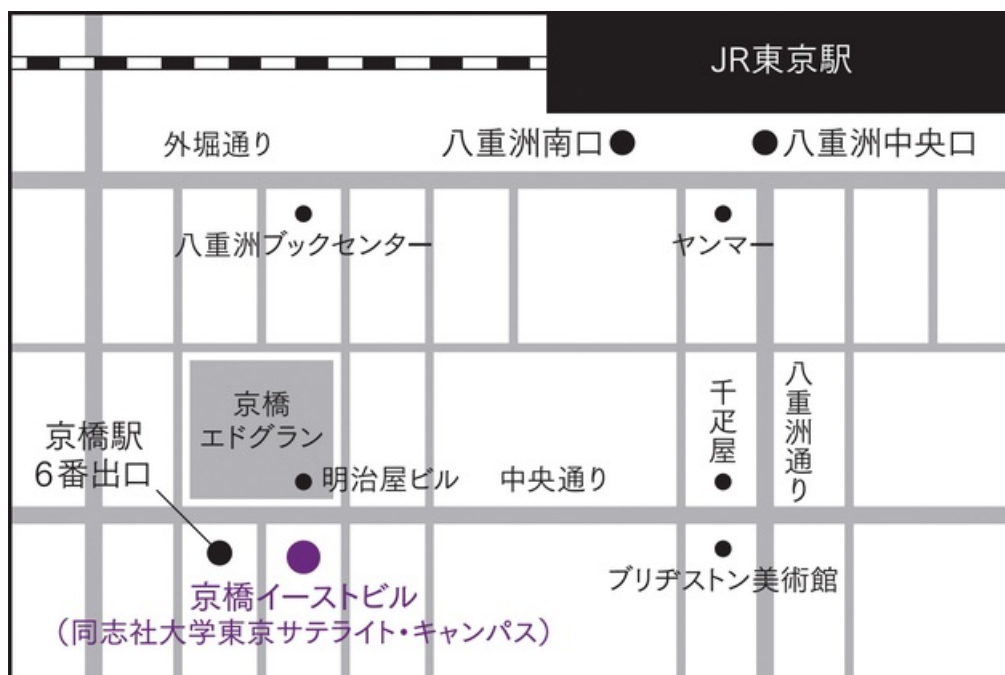 JR東京駅
外堀通り
八重洲南口
八重洲中央口
八重洲ブックセンター
ヤンマー
京橋
エドグラン
京橋駅
6番出口
明治屋ビル
中央通り
千疋屋
八重洲通り
京橋イーストビル
(同志社大学東京サテライト・キャンパス)
ブリヂストン美術館